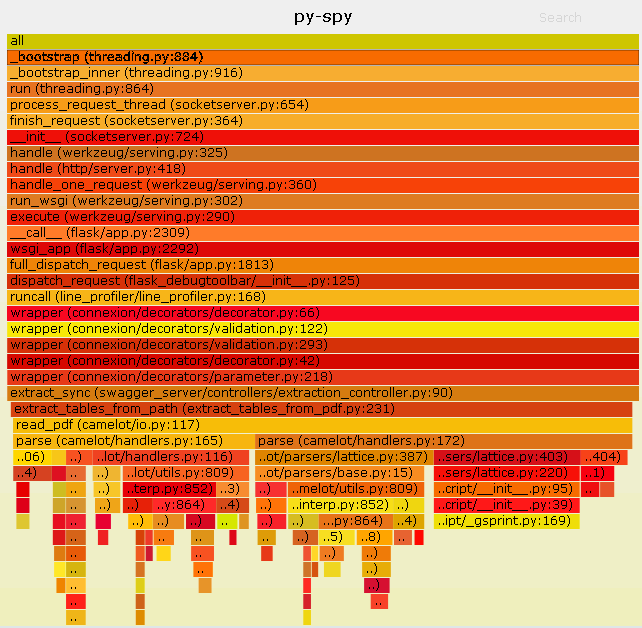 py-spy
Search
all
_bootstrap (threading.py:884)
_bootstrap_inner (threading.py:916)
run (threading.py:864)
process_request_thread (socketserver.py:654)
finish_request (socketserver.py:364)
__init__ (socketserver.py:724)
handle (werkzeug/serving.py:325)
handle (http/server.py:418)
handle_one_request (werkzeug/serving.py:360)
run_wsgi (werkzeug/serving.py:302)
execute (werkzeug/serving.py:290)
__call__ (flask/app.py:2309)
wsgi_app (flask/app.py:2292)
full_dispatch_request (flask/app.py:1813)
dispatch_request (flask_debugtoolbar/__init__.py:125)
runcall (line_profiler/line_profiler.py:168)
wrapper (connexion/decorators/decorator.py:66)
wrapper (connexion/decorators/validation.py:122)
wrapper (connexion/decorators/validation.py:293)
wrapper (connexion/decorators/decorator.py:42)
wrapper (connexion/decorators/parameter.py:218)
extract_sync (swagger_server/controllers/extraction_controller.py:90)
extract_tables_from_path (extract_tables_from_pdf.py:231)
read_pdf (camelot/io.py:117)
parse (camelot/handlers.py:165) parse (camelot/handlers.py:172)
..06) ..) ..lot/handlers.py:116) ..ot/parsers/lattice.py:387) ..sers/lattice.py:403) ..404)
..4) ..) ..) ..lot/utils.py:809) ..ot/parsers/base.py:15) ..sers/lattice.py:220) ..1)
..) ..) ..terp.py:852) ..3) ..) ..melot/utils.py:809) ..cript/__init__.py:95)
..) ..) ..) ..y:864) ..4) ..) ..interp.py:852) ..) ..cript/__init__.py:39)
..) ..) ..) ..) ..) ..) ..py:864) ..4) ..ipt/_gsprint.py:169)
..) ..) .. ..) ..5) ..8) ..
.. ..) ..) ..)
.. ..)
.. ..)
.. ..
..